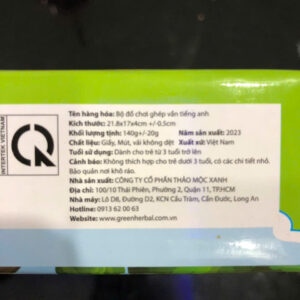 INTERTEK VIETNAM
Tên hàng hóa: Bộ đồ chơi ghép vần tiếng anh
Kích thước: 21.8x17x4cm +/-0.5cm
Khối lượng tịnh: 140g+/-20g Năm sản xuất: 2023
Chất liệu: Giấy, Mút, ván gỗ Xuất xứ: Việt Nam
Tuổi sử dụng: Dành cho trẻ từ 3 tuổi trở lên
Cảnh báo: Không thích hợp cho trẻ dưới 3 tuổi, có các chi tiết nhỏ.
Bảo quản nơi khô ráo.
Nhà sản xuất: CÔNG TY CỔ PHẦN THẢO MỘC XANH
Địa chỉ: 100/10 Thái Phiên, Phường 2, Quận 11, TP.HCM
Nhà máy: Lô D8, Đường D2, KCN Cầu Tràm, Cần Đước, Long An
Hotline: 0913 62 00 63
Website: www.greenherbal.com.vn